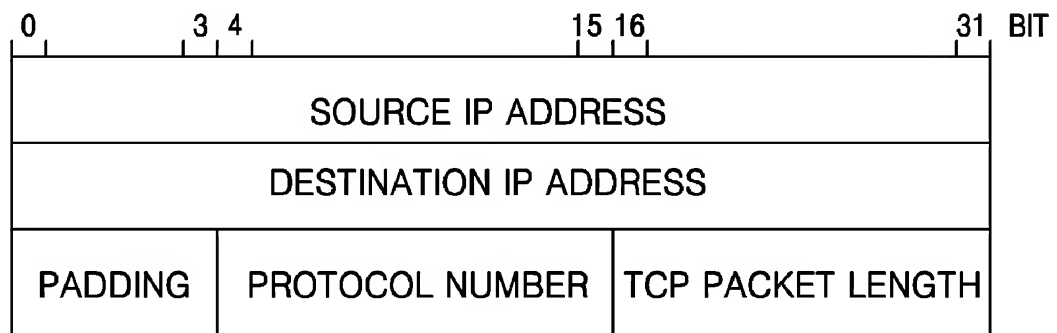 0 3 4 15 16 31 BIT
SOURCE IP ADDRESS
DESTINATION IP ADDRESS
PADDING PROTOCOL NUMBER TCP PACKET LENGTH